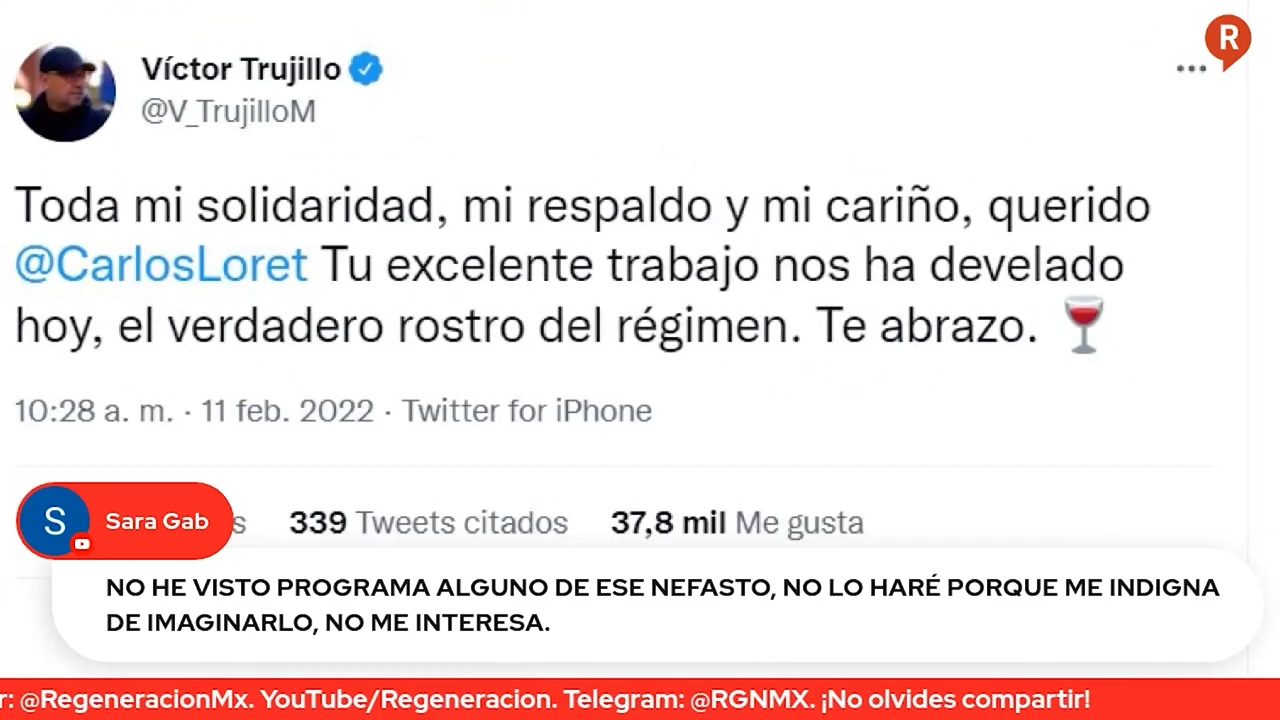 Víctor Trujillo
@V_TrujilloM
R
Toda mi solidaridad, mi respaldo y mi cariño, querido
@CarlosLoret Tu excelente trabajo nos ha develado
hoy, el verdadero rostro del régimen. Te abrazo. 🍷
10:28 a. m. · 11 feb. 2022 · Twitter for iPhone
s 339 Tweets citados 37,8 mil Me gusta
S Sara Gab
NO HE VISTO PROGRAMA ALGUNO DE ESE NEFASTO, NO LO HARÉ PORQUE ME INDIGNA
DE IMAGINARLO, NO ME INTERESA.
r: @RegeneracionMx. YouTube/Regeneracion. Telegram: @RGNMX. ¡No olvides compartir!